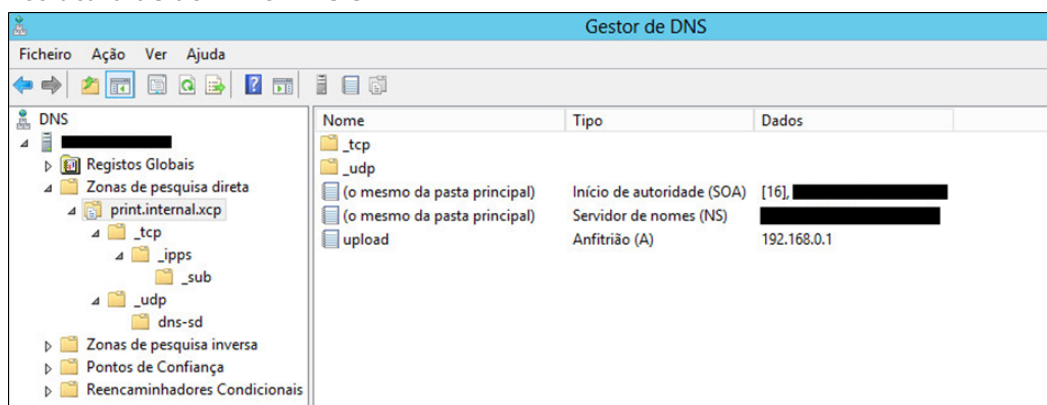 Gestor de DNS
Ficheiro Ação Ver Ajuda
DNS
Registos Globais
Zonas de pesquisa direta
print.internal.xcp
_tcp
_ipps
_sub
_udp
dns-sd
Zonas de pesquisa inversa
Pontos de Confiança
Reencaminhadores Condicionais
Nome Tipo Dados
_tcp
_udp
(o mesmo da pasta principal) Início de autoridade (SOA) [16],
(o mesmo da pasta principal) Servidor de nomes (NS)
upload Anfitrião (A) 192.168.0.1